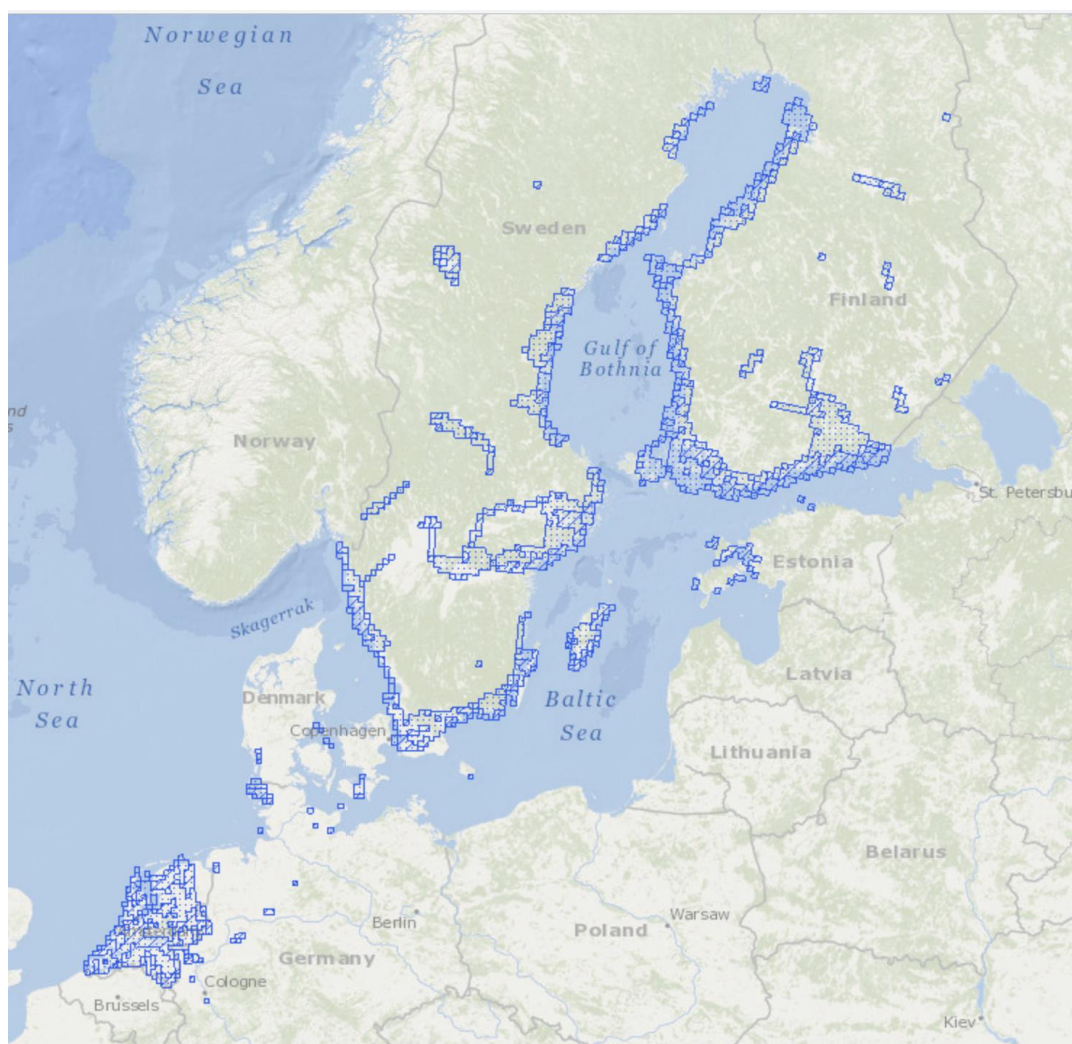 Norwegian
Sea
Sweden
Finland
Gulf of
Bothnia
nd
s
Norway
St. Petersbu
Estonia
Skagerrak
Latvia
North
Sea
Denmark
Baltic
Sea
Copenhagen
Lithuania
Belarus
Berlin
Warsaw
Poland
Germany
Cologne
Brussels
Kiev